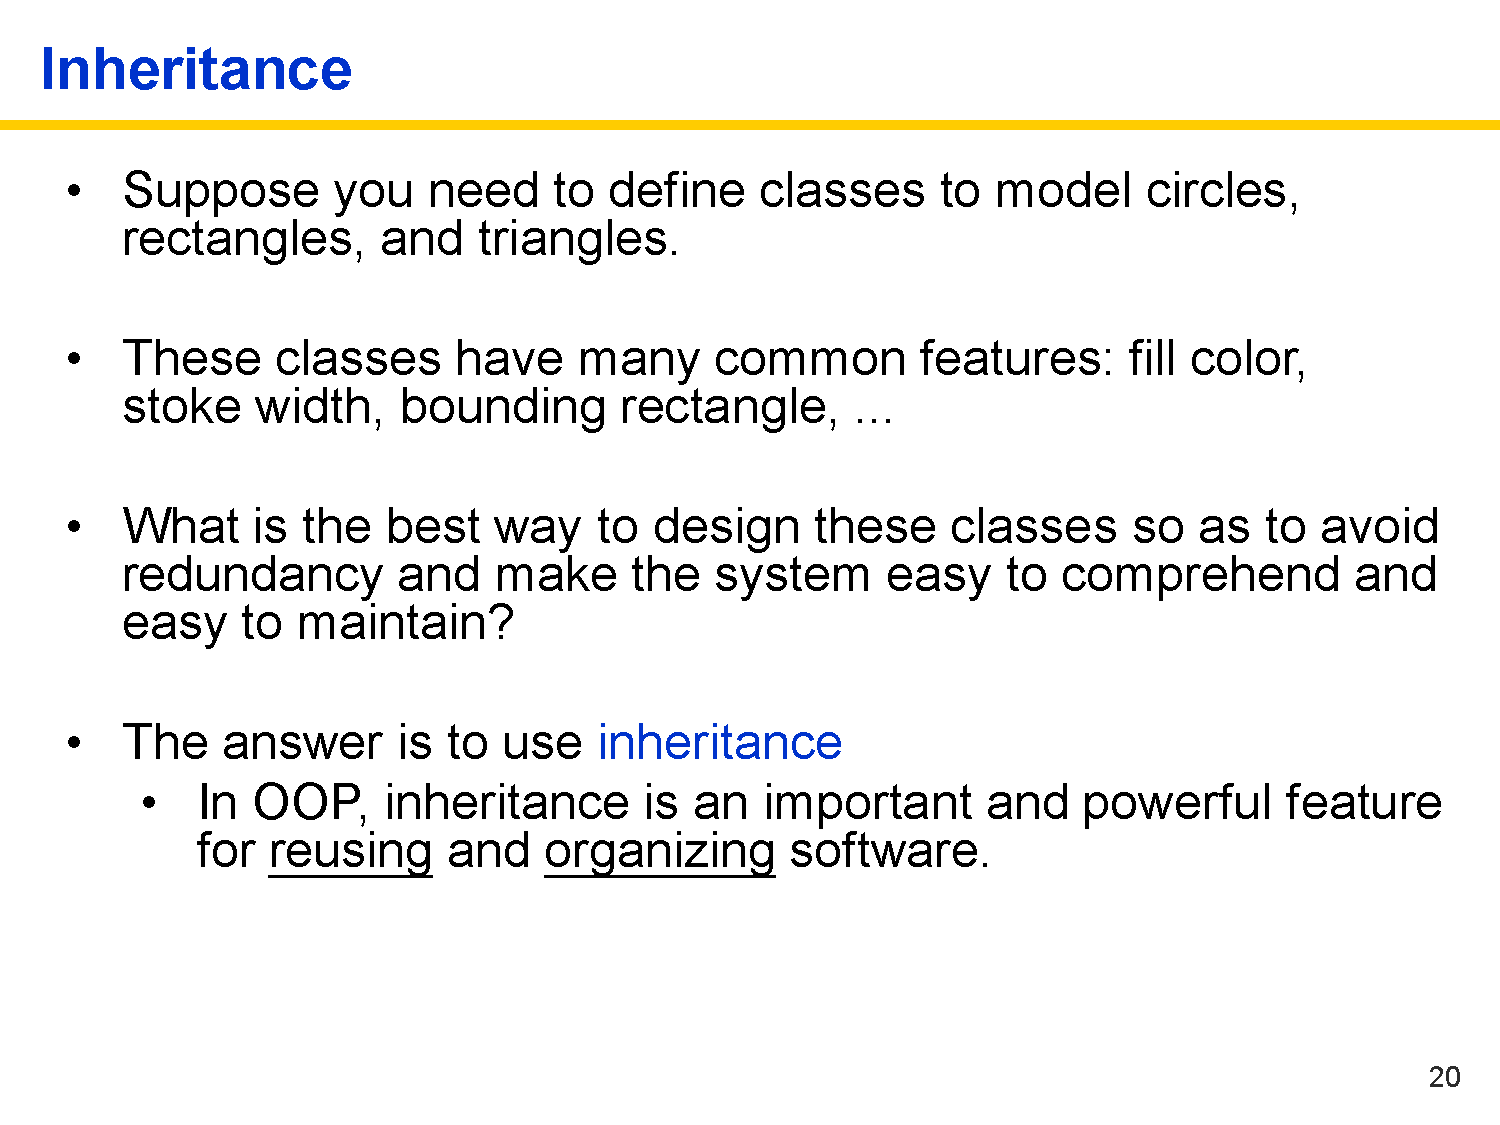 Inheritance
• Suppose you need to define classes to model circles,
rectangles, and triangles.
• These classes have many common features: fill color,
stoke width, bounding rectangle, ...
• What is the best way to design these classes so as to avoid
redundancy and make the system easy to comprehend and
easy to maintain?
• The answer is to use inheritance
• In OOP, inheritance is an important and powerful feature
for reusing and organizing software.
20